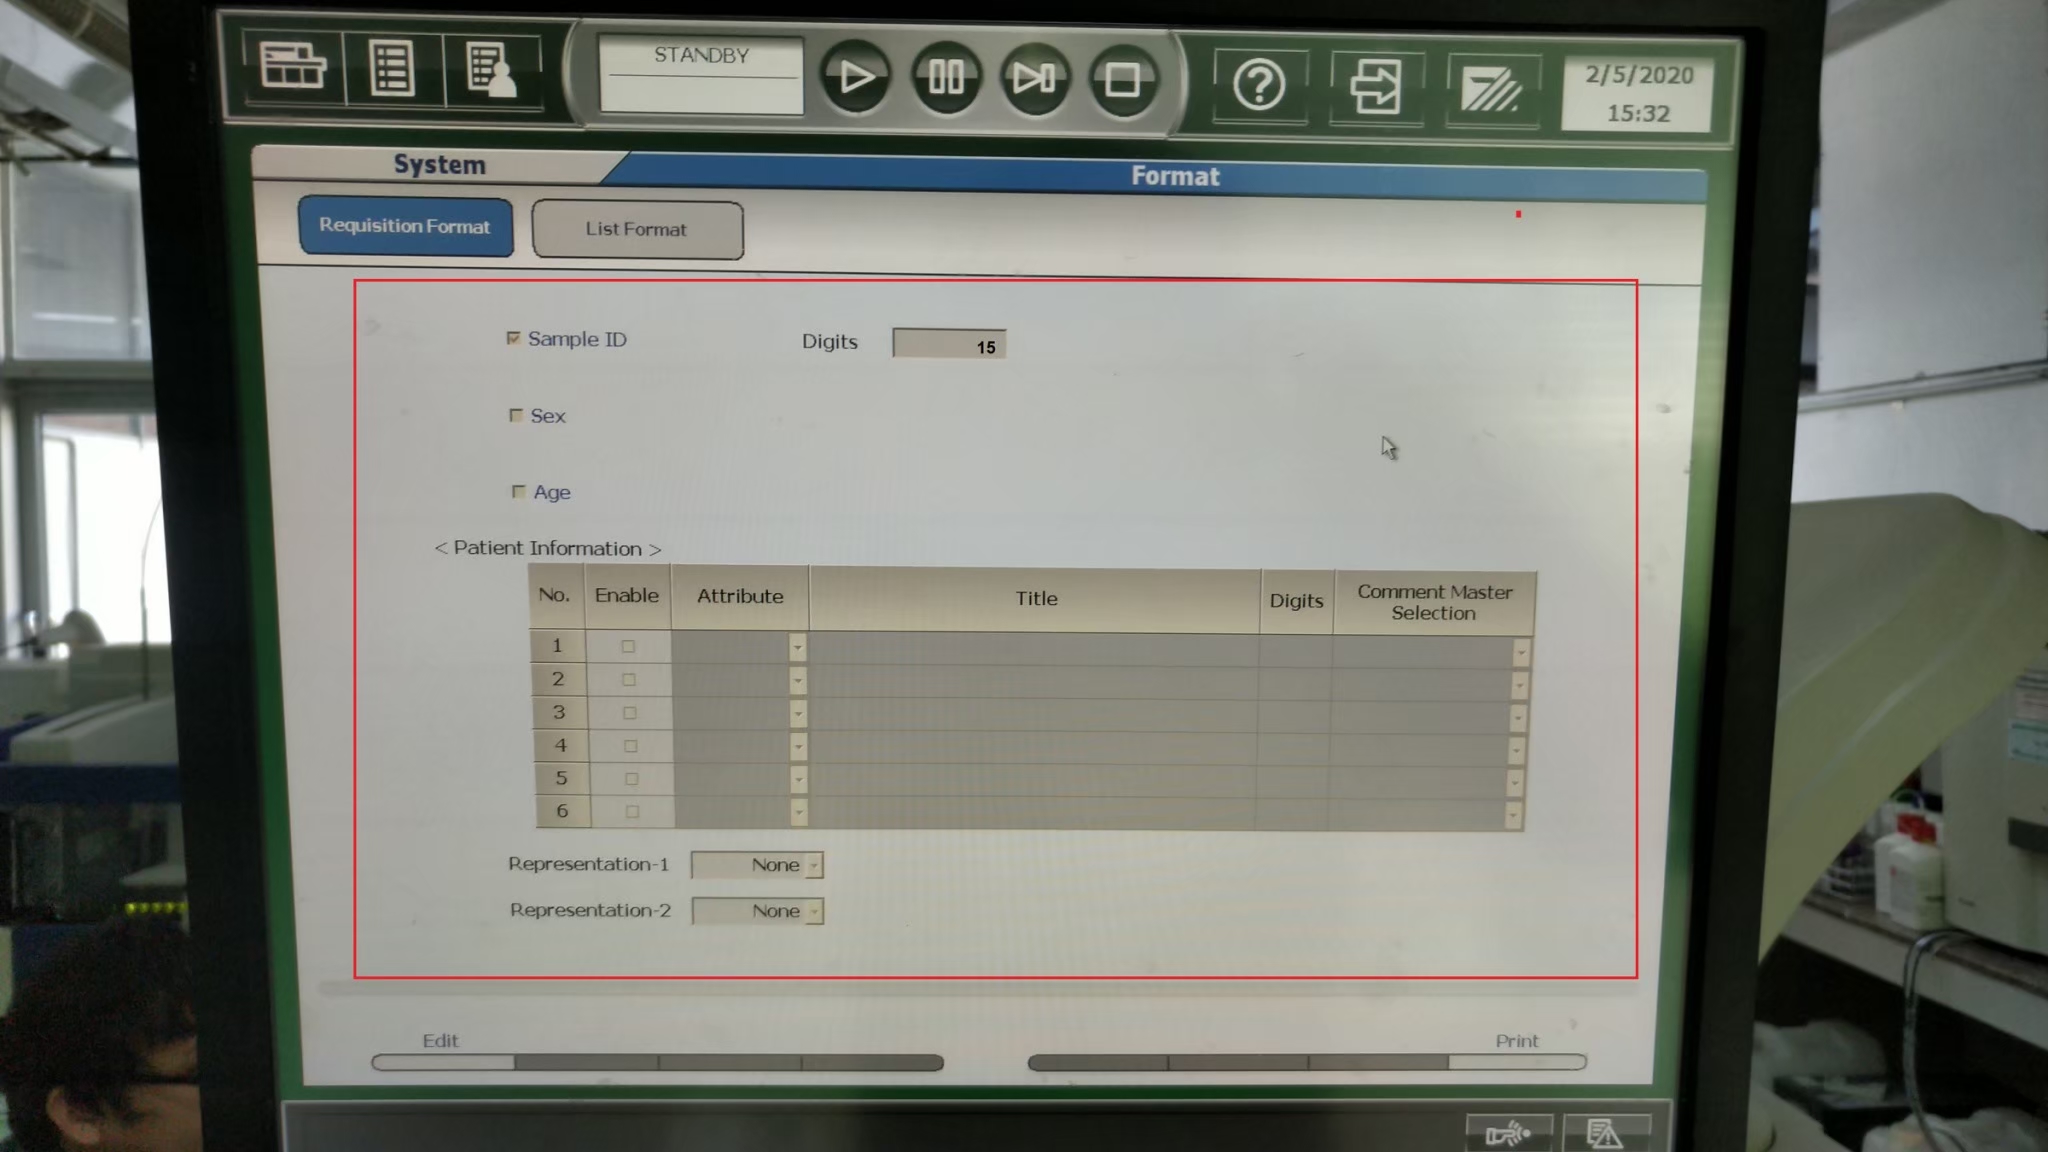 STANDBY
2/5/2020
15:32
System
Format
Requisition Format
List Format
Sample ID
Digits
15
Sex
Age
< Patient Information >
No. Enable Attribute Title Digits Comment Master Selection
1
2
3
4
5
6
Representation-1 None
Representation-2 None
Edit
Print